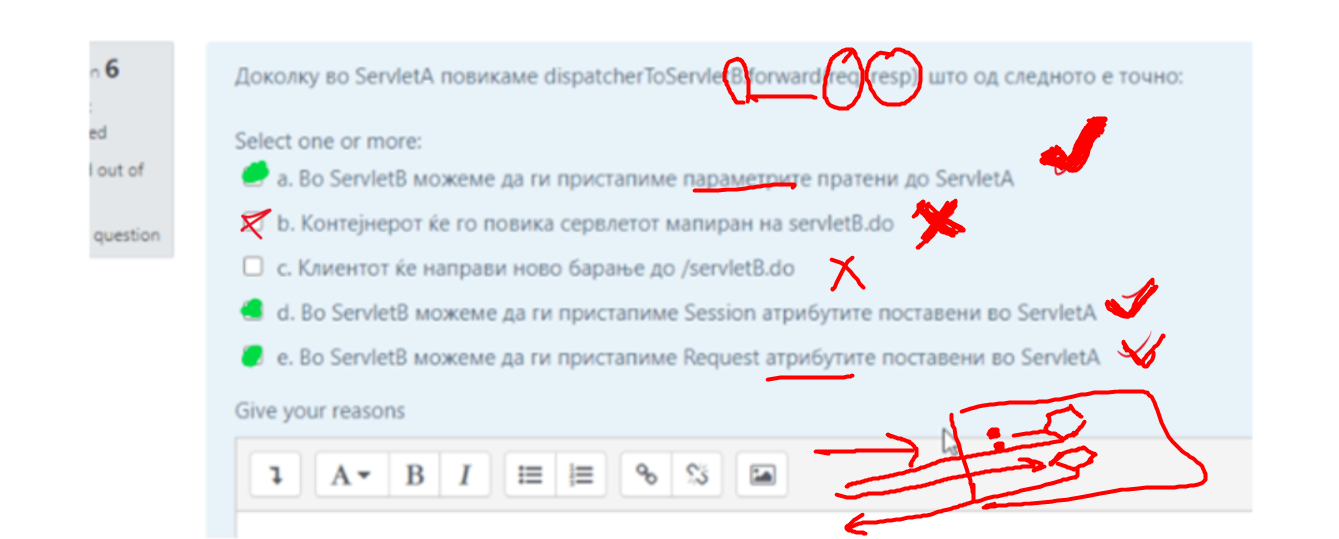 n 6
Доколку во ServletA повикаме dispatcherToServletB.forward(req, resp), што од следното е точно:
:
ed
Select one or more:
l out of
a. Во ServletB можеме да ги пристапиме параметрите пратени до ServletA
b. Контејнерот ќе го повика сервлетот мапиран на servletB.do
question
c. Клиентот ќе направи ново барање до /servletB.do
d. Во ServletB можеме да ги пристапиме Session атрибутите поставени во ServletA
e. Во ServletB можеме да ги пристапиме Request атрибутите поставени во ServletA
Give your reasons
A B I